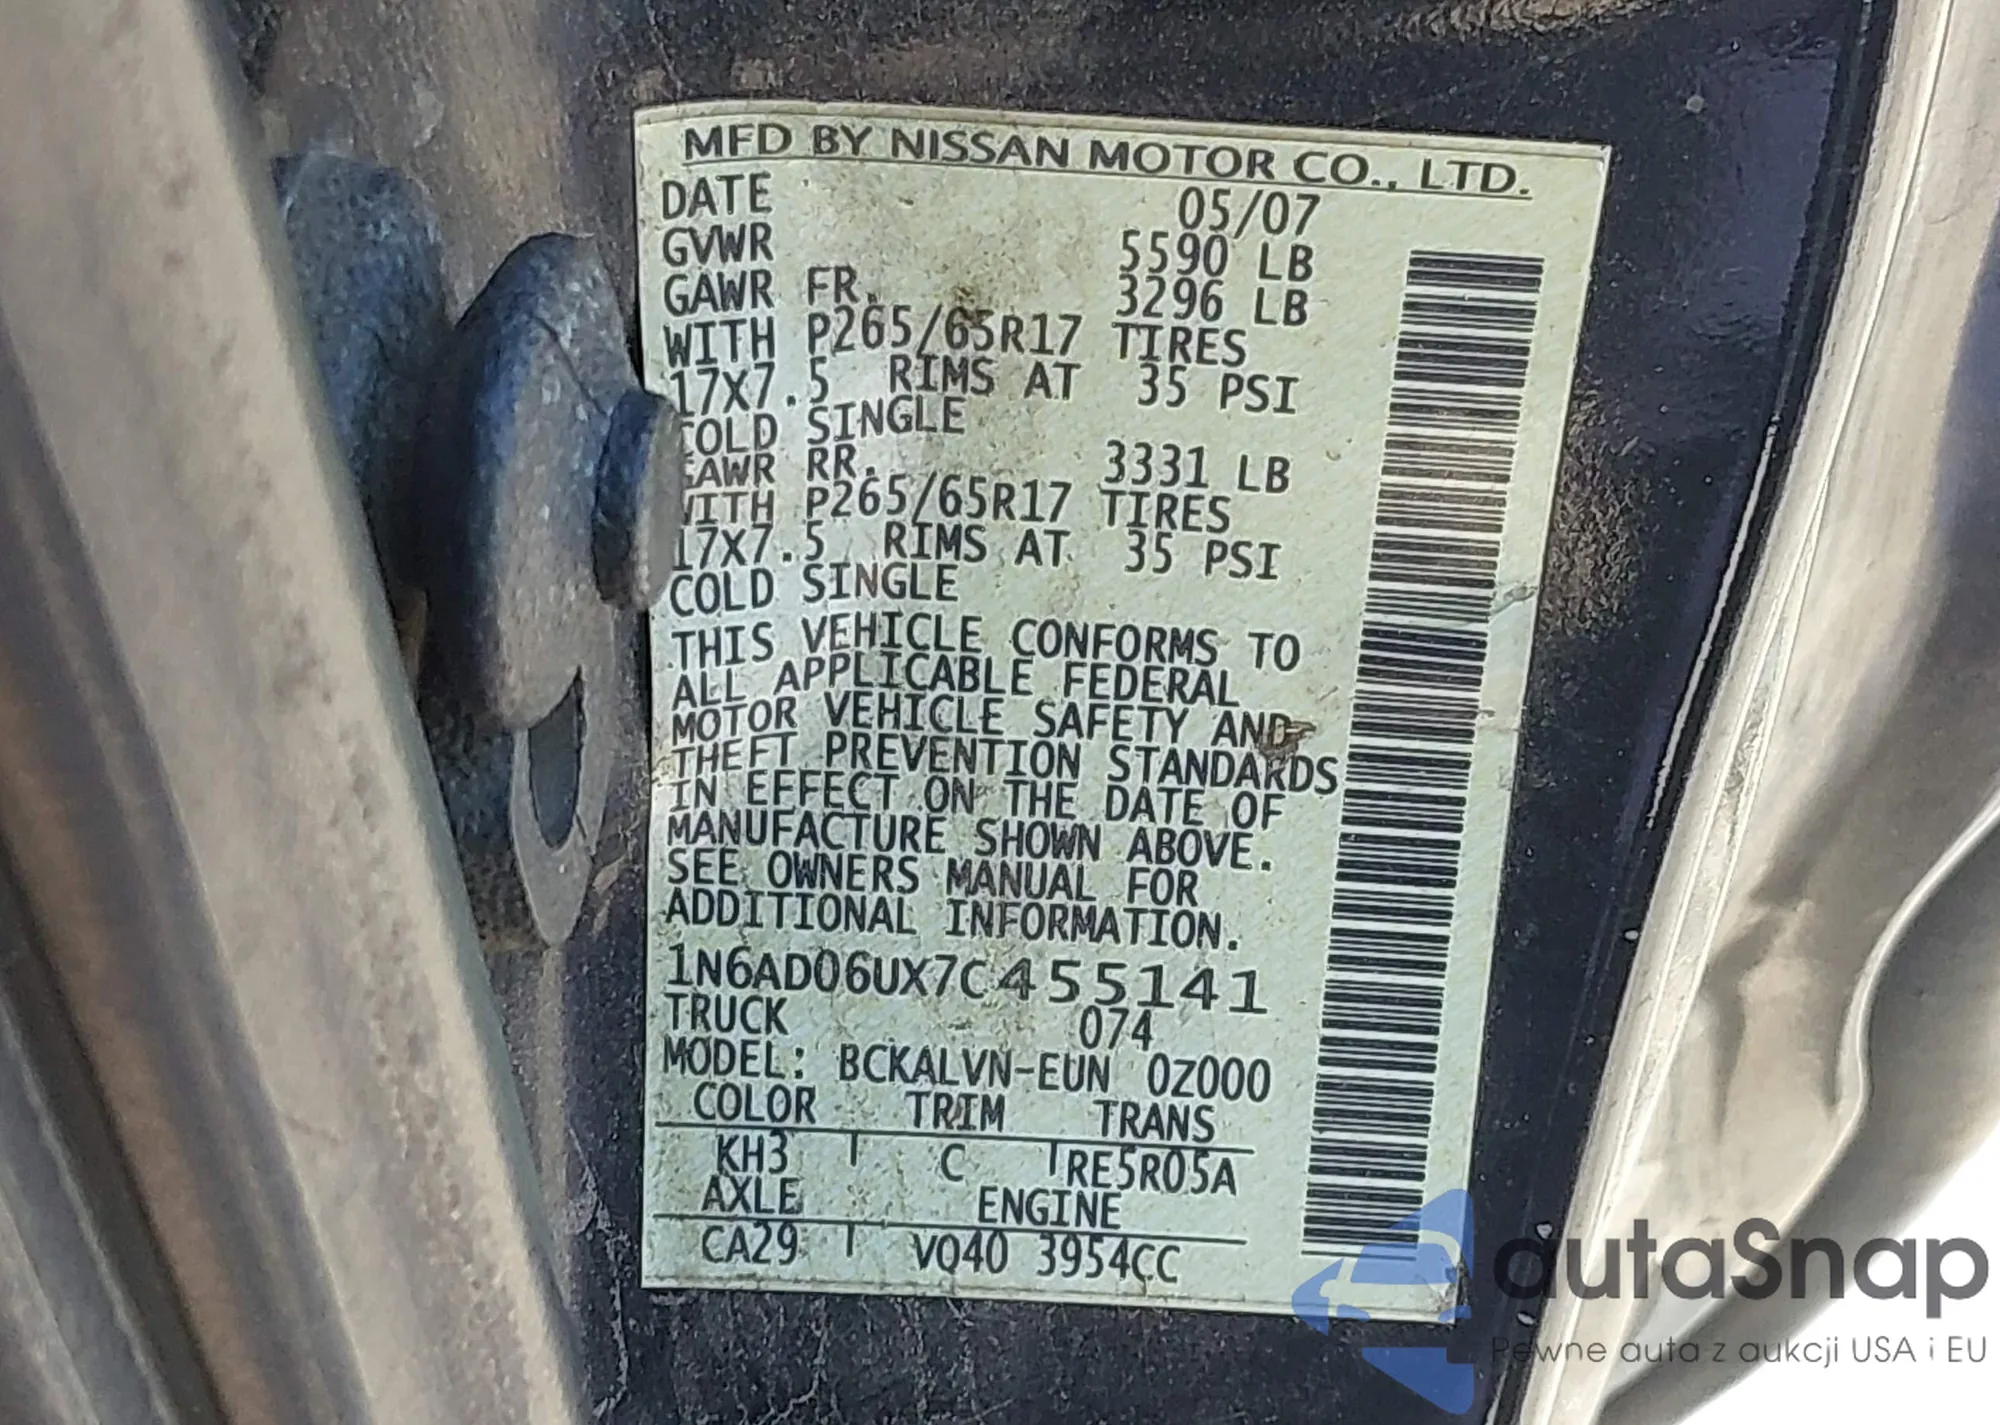 MFD BY NISSAN MOTOR CO., LTD.
DATE 05/07
GVWR 5590 LB
GAWR FR. 3296 LB
WITH P265/65R17 TIRES
17X7.5 RIMS AT 35 PSI
COLD SINGLE
GAWR RR. 3331 LB
WITH P265/65R17 TIRES
17X7.5 RIMS AT 35 PSI
COLD SINGLE
THIS VEHICLE CONFORMS TO
ALL APPLICABLE FEDERAL
MOTOR VEHICLE SAFETY AND
THEFT PREVENTION STANDARDS
IN EFFECT ON THE DATE OF
MANUFACTURE SHOWN ABOVE.
SEE OWNERS MANUAL FOR
ADDITIONAL INFORMATION.
1N6AD06UX7C455141
TRUCK 074
MODEL: BCKALVN-EUN 0Z000
COLOR TRIM TRANS
KH3 C RE5R05A
AXLE ENGINE
CA29 VQ40 3954CC
autaSnap
Pewne auta z aukcji USA i EU